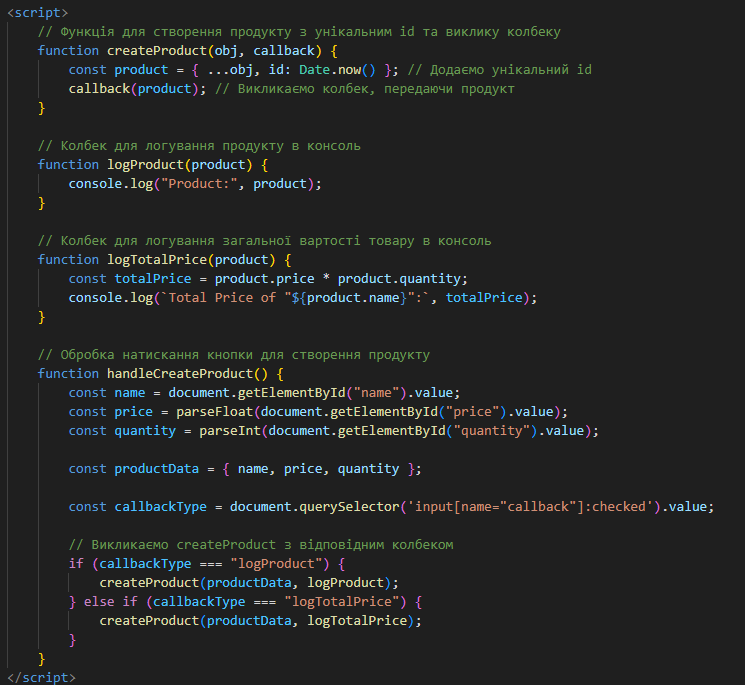 <script>
// Функція для створення продукту з унікальним id та виклику колбеку
function createProduct(obj, callback) {
const product = { ...obj, id: Date.now() }; // Додаємо унікальний id
callback(product); // Викликаємо колбек, передаючи продукт
}
// Колбек для логування продукту в консоль
function logProduct(product) {
console.log("Product:", product);
}
// Колбек для логування загальної вартості товару в консоль
function logTotalPrice(product) {
const totalPrice = product.price * product.quantity;
console.log(`Total Price of "${product.name}":`, totalPrice);
}
// Обробка натискання кнопки для створення продукту
function handleCreateProduct() {
const name = document.getElementById("name").value;
const price = parseFloat(document.getElementById("price").value);
const quantity = parseInt(document.getElementById("quantity").value);
const productData = { name, price, quantity };
const callbackType = document.querySelector('input[name="callback"]:checked').value;
// Викликаємо createProduct з відповідним колбеком
if (callbackType === "logProduct") {
createProduct(productData, logProduct);
} else if (callbackType === "logTotalPrice") {
createProduct(productData, logTotalPrice);
}
}
</script>